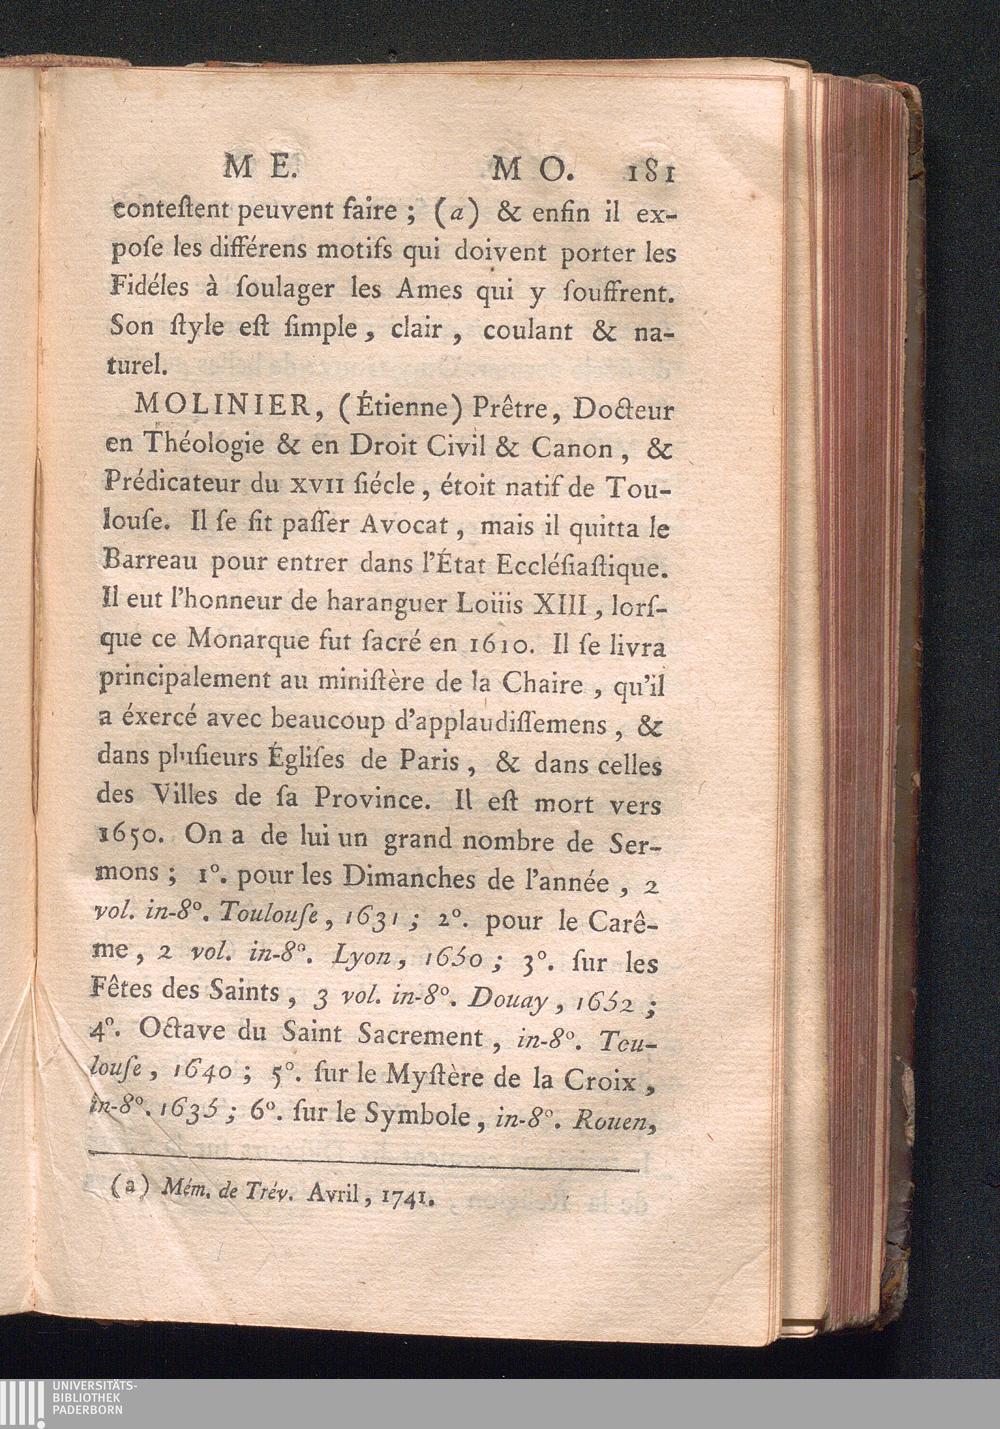 M E. M O. 181
conteſtent peuvent faire ; (a) & enfin il ex-
poſe les différens motifs qui doivent porter les
Fidéles à ſoulager les Ames qui y ſouffrent.
Son ſtyle eſt ſimple, clair, coulant & na-
turel.
MOLINIER, (Étienne) Prêtre, Docteur
en Théologie & en Droit Civil & Canon, &
Prédicateur du XVII ſiécle, étoit natif de Tou-
louſe. Il ſe fit paſſer Avocat, mais il quitta le
Barreau pour entrer dans l'État Eccléſiaſtique.
Il eut l'honneur de haranguer Loüis XIII, lorſ-
que ce Monarque fut ſacré en 1610. Il ſe livra
principalement au miniſtère de la Chaire, qu'il
a éxercé avec beaucoup d'applaudiſſemens, &
dans pluſieurs Égliſes de Paris, & dans celles
des Villes de ſa Province. Il eſt mort vers
1650. On a de lui un grand nombre de Ser-
mons ; 1°. pour les Dimanches de l'année, 2
vol. in-8°. Toulouſe, 1631 ; 2°. pour le Carê-
me, 2 vol. in-8°. Lyon, 1650 ; 3°. ſur les
Fêtes des Saints, 3 vol. in-8°. Douay, 1652 ;
4°. Octave du Saint Sacrement, in-8°. Tou-
louſe, 1640 ; 5°. ſur le Myſtère de la Croix,
in-8°. 1635 ; 6°. ſur le Symbole, in-8°. Rouen,
(a) Mém. de Trév. Avril, 1741.
UNIVERSITÄTS-
BIBLIOTHEK
PADERBORN